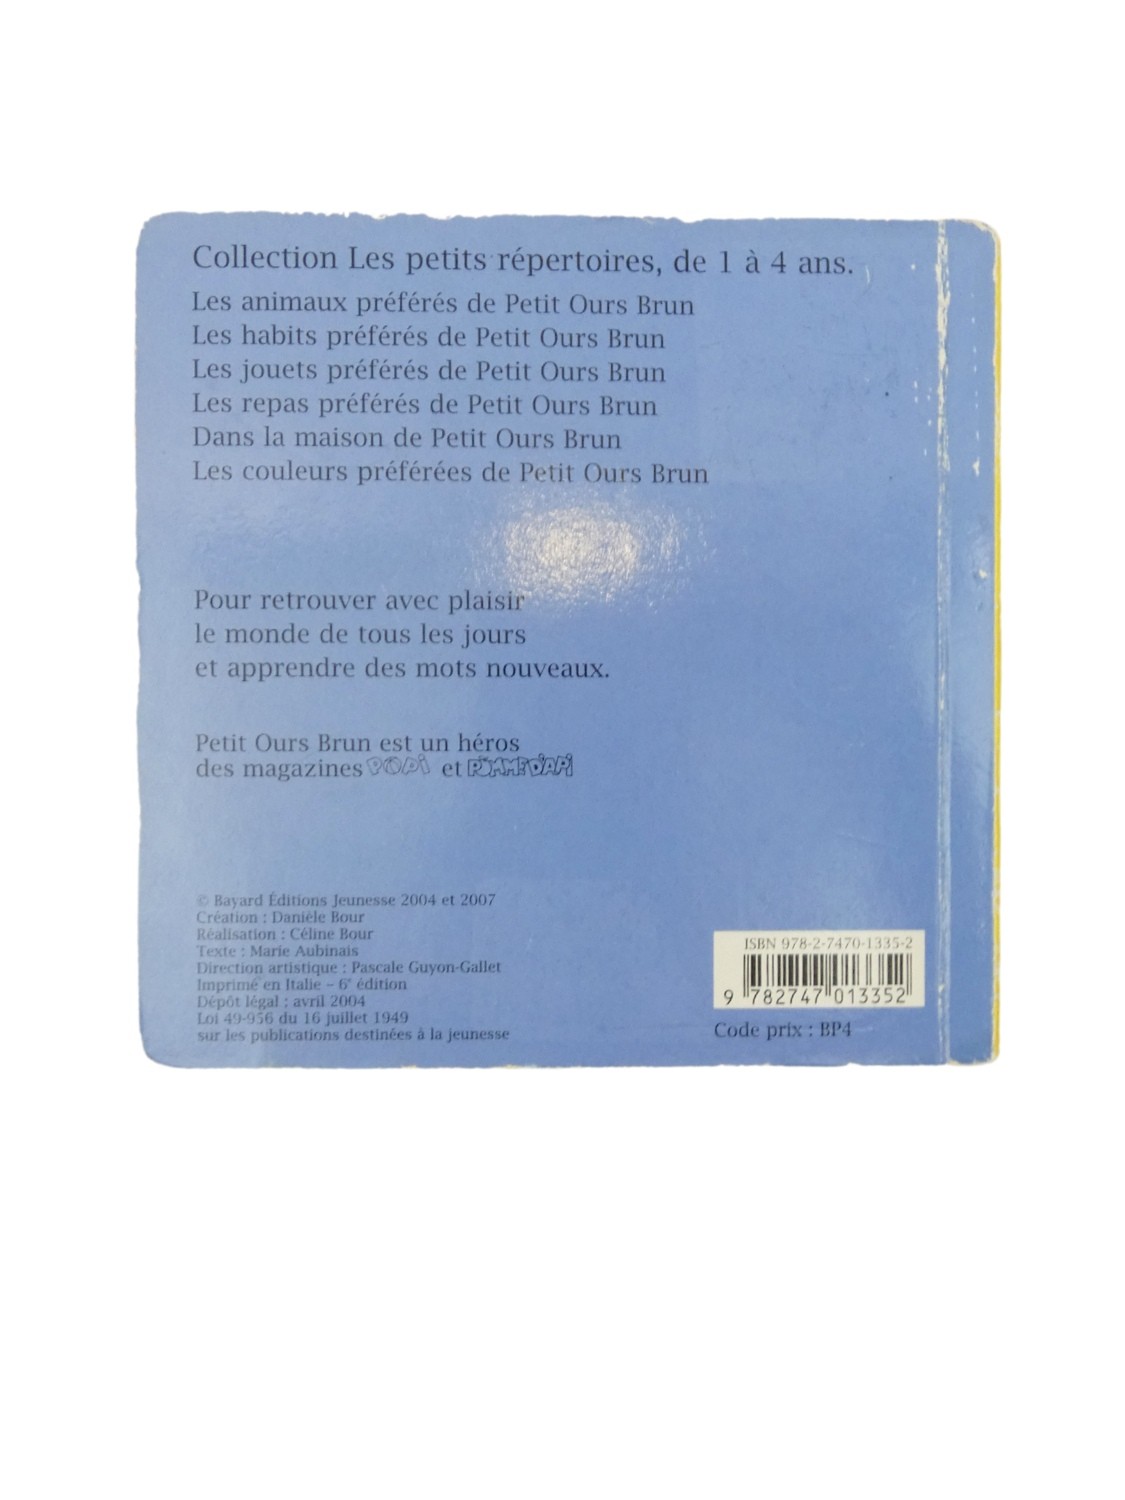 Collection Les petits répertoires, de 1 à 4 ans.
Les animaux préférés de Petit Ours Brun
Les habits préférés de Petit Ours Brun
Les jouets préférés de Petit Ours Brun
Les repas préférés de Petit Ours Brun
Dans la maison de Petit Ours Brun
Les couleurs préférées de Petit Ours Brun
Pour retrouver avec plaisir
le monde de tous les jours
et apprendre des mots nouveaux.
Petit Ours Brun est un héros
des magazines POPi et POMME D'API
© Bayard Éditions Jeunesse 2004 et 2007
Création : Danièle Bour
Réalisation : Céline Bour
Texte : Marie Aubinais
Direction artistique : Pascale Guyon-Gallet
Imprimé en Italie – 6e édition
Dépôt légal : avril 2004
Loi 49-956 du 16 juillet 1949
sur les publications destinées à la jeunesse
ISBN 978-2-7470-1335-2
9 782747 013352
Code prix : BP4